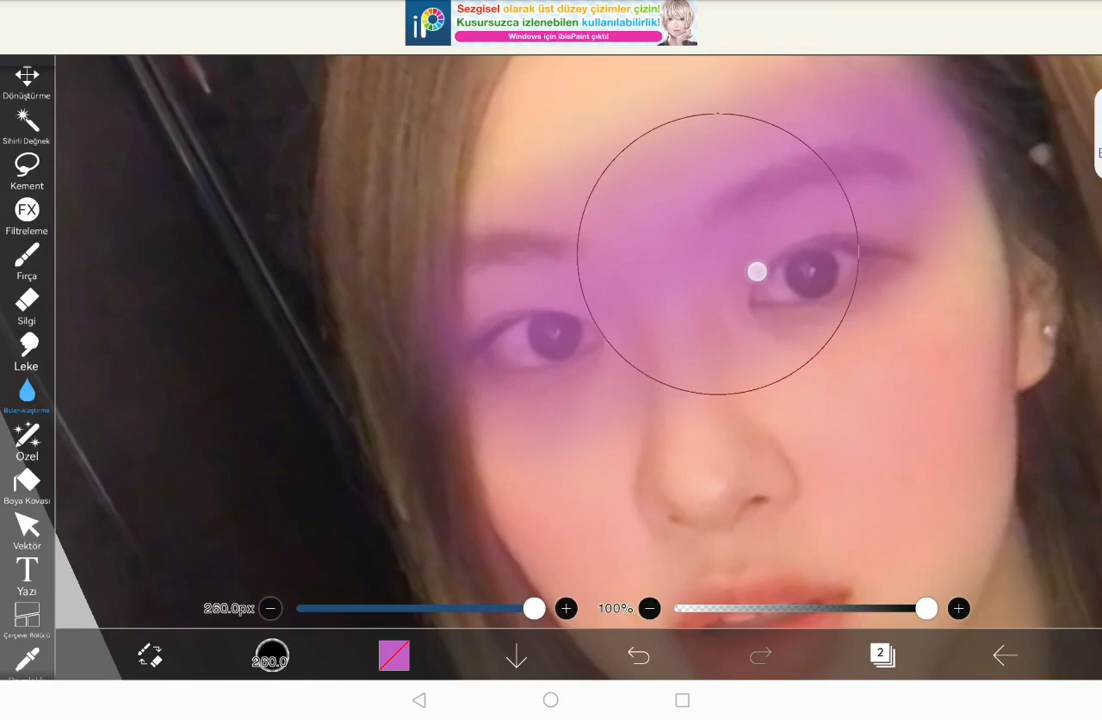 Sezgisel olarak üst düzey çizimler çizin!
Kusursuzca izlenebilen kullanılabilirlik!
Windows için ibisPaint çıktı!
iP
Dönüştürme
Sihirli Değnek
Kement
FX
Filtreleme
Fırça
Silgi
Leke
Bulanıklaştırma
Özel
Boya Kovası
Vektör
T
Yazı
Çerçeve Bölücü
260.0px
100%
260.0
2